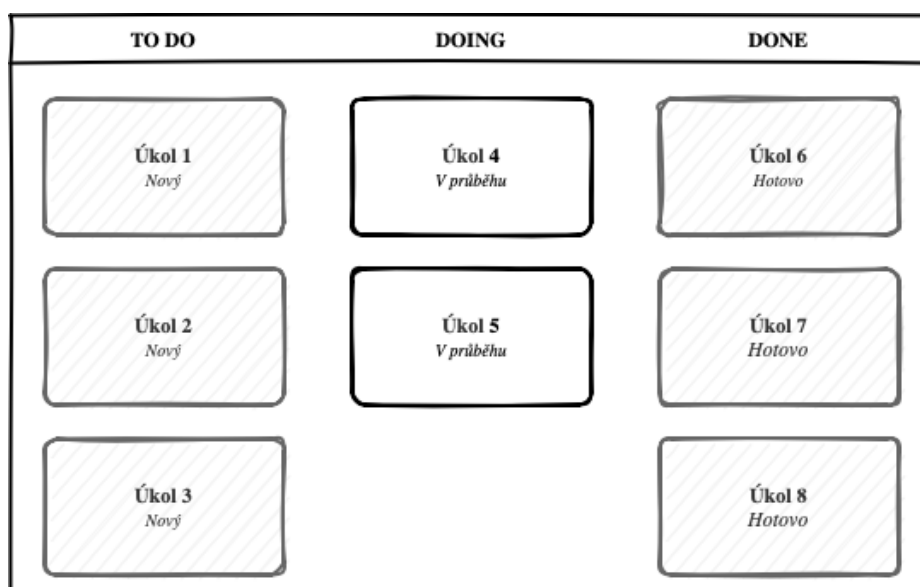 TO DO
DOING
DONE
Úkol 1
Nový
Úkol 4
V průběhu
Úkol 6
Hotovo
Úkol 2
Nový
Úkol 5
V průběhu
Úkol 7
Hotovo
Úkol 3
Nový
Úkol 8
Hotovo